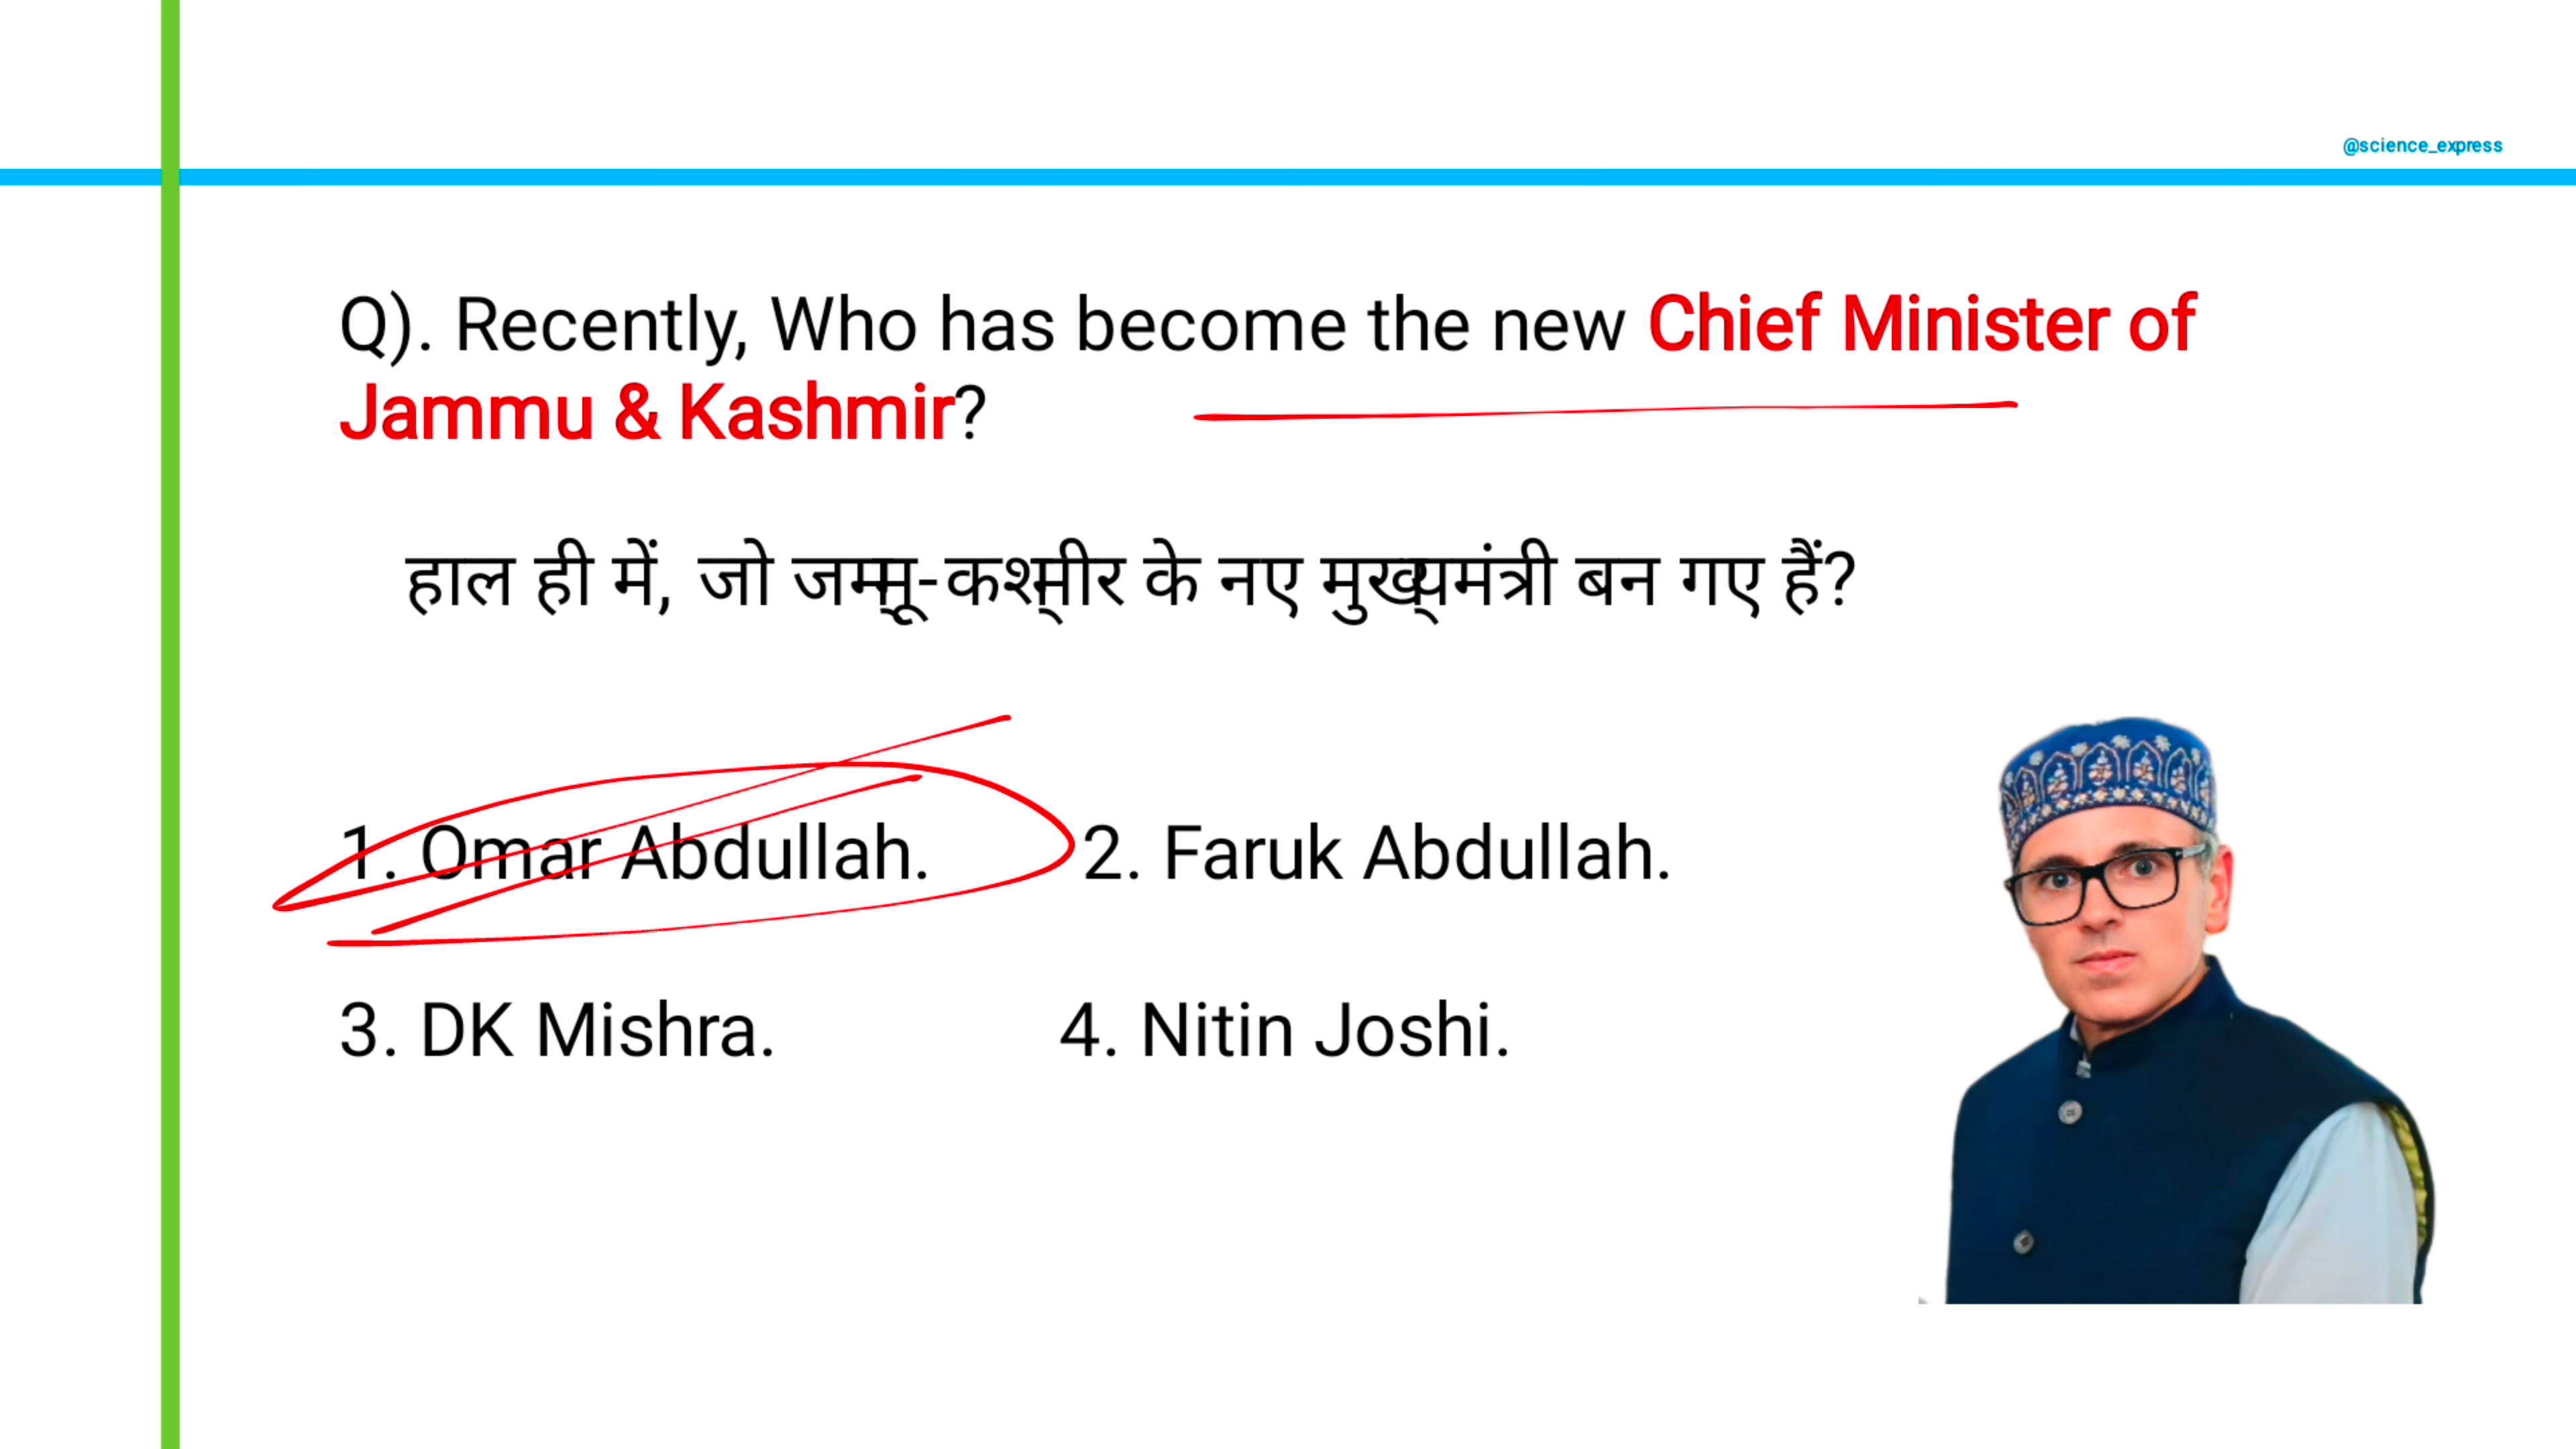 @science_express
Q). Recently, Who has become the new Chief Minister of
Jammu & Kashmir?
हाल ही में, जो जम्मू-कश्मीर के नए मुख्यमंत्री बन गए हैं?
1. Omar Abdullah. 2. Faruk Abdullah.
3. DK Mishra. 4. Nitin Joshi.